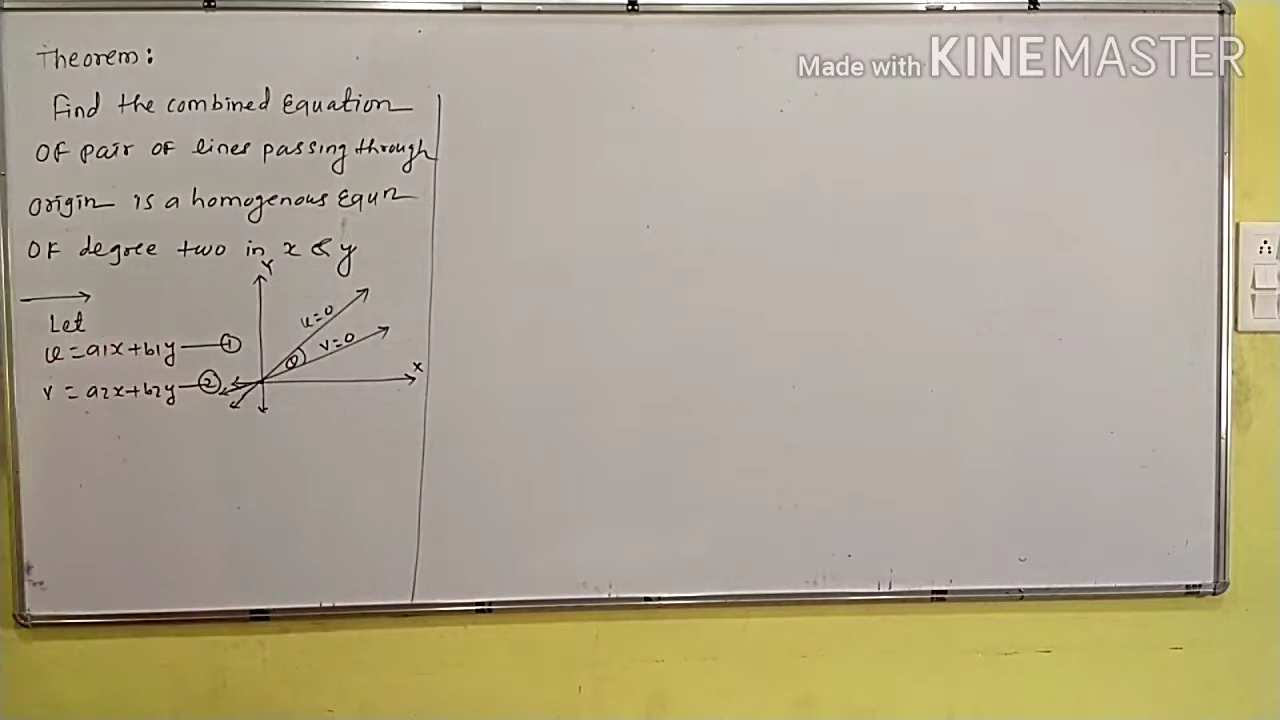 Made with KINEMASTER
Theorem:
Find the combined Equation
OF pair OF lines passing through
origin is a homogenous Equn
OF degree two in x & y
Let
u = a1x + b1y — 1
v = a2x + b2y — 2
Y
u=0
v=0
θ
X